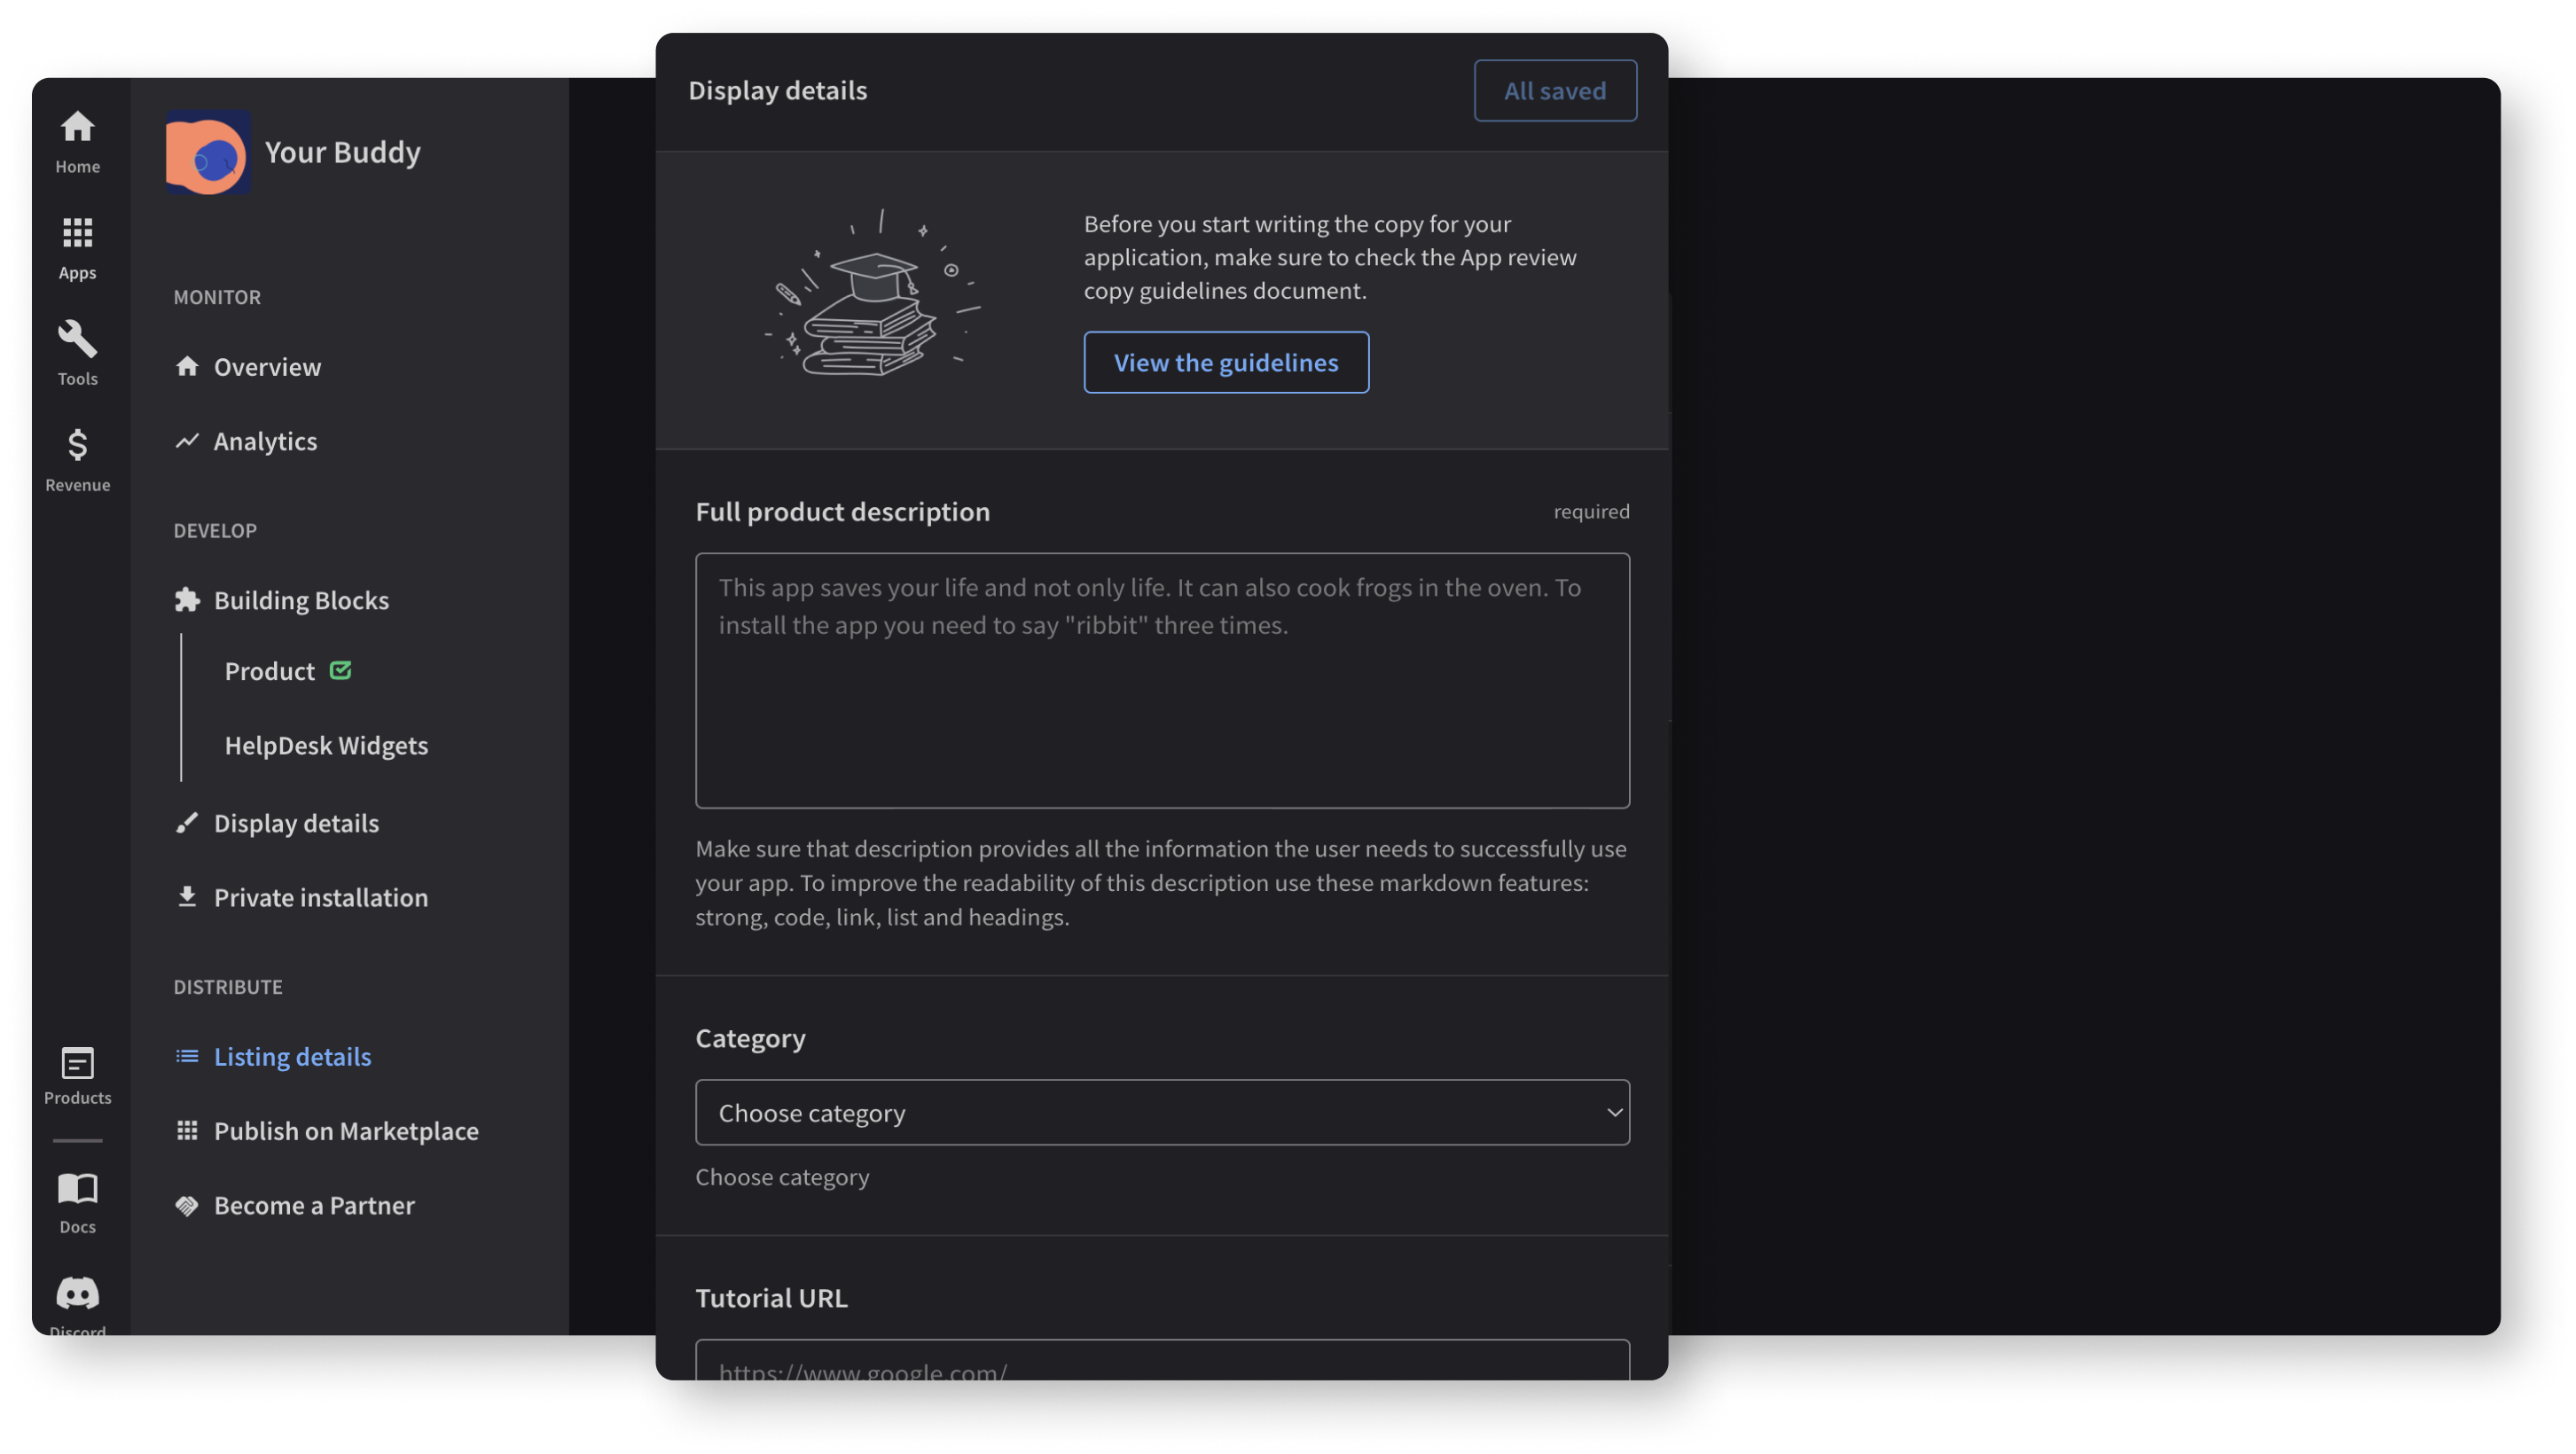 Home
Apps
Tools
Revenue
Products
Docs
Discord
Your Buddy
MONITOR
Overview
Analytics
DEVELOP
Building Blocks
Product
HelpDesk Widgets
Display details
Private installation
DISTRIBUTE
Listing details
Publish on Marketplace
Become a Partner
Display details
All saved
Before you start writing the copy for your
application, make sure to check the App review
copy guidelines document.
View the guidelines
Full product description
required
This app saves your life and not only life. It can also cook frogs in the oven. To
install the app you need to say "ribbit" three times.
Make sure that description provides all the information the user needs to successfully use
your app. To improve the readability of this description use these markdown features:
strong, code, link, list and headings.
Category
Choose category
Choose category
Tutorial URL
https://www.google.com/